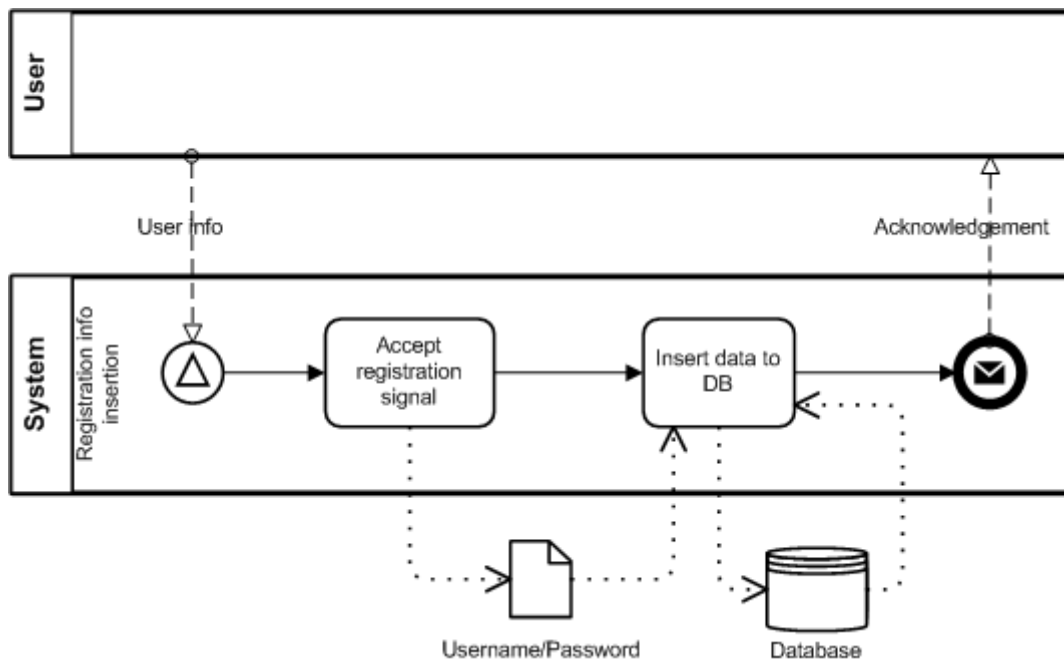 User
User info
Acknowledgement
System
Registration info
insertion
Accept
registration
signal
Insert data to
DB
Username/Password
Database